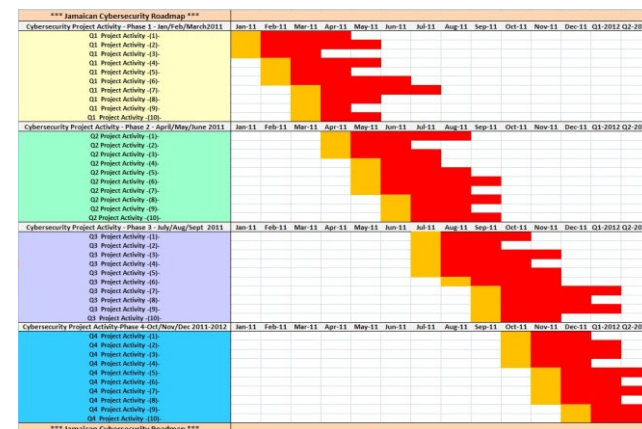 *** Jamaican Cybersecurity Roadmap ***
Cybersecurity Project Activity - Phase 1 - Jan/Feb/March2011 Jan-11 Feb-11 Mar-11 Apr-11 May-11 Jun-11 Jul-11 Aug-11 Sep-11 Oct-11 Nov-11 Dec-11 Q1-2012 Q2-20
Q1 Project Activity -(1)-
Q1 Project Activity -(2)-
Q1 Project Activity -(3)-
Q1 Project Activity -(4)-
Q1 Project Activity -(5)-
Q1 Project Activity -(6)-
Q1 Project Activity -(7)-
Q1 Project Activity -(8)-
Q1 Project Activity -(9)-
Q1 Project Activity -(10)-
Cybersecurity Project Activity - Phase 2 - April/May/June 2011 Jan-11 Feb-11 Mar-11 Apr-11 May-11 Jun-11 Jul-11 Aug-11 Sep-11 Oct-11 Nov-11 Dec-11 Q1-2012 Q2-20
Q2 Project Activity -(1)-
Q2 Project Activity -(2)-
Q2 Project Activity -(3)-
Q2 Project Activity -(4)-
Q2 Project Activity -(5)-
Q2 Project Activity -(6)-
Q2 Project Activity -(7)-
Q2 Project Activity -(8)-
Q2 Project Activity -(9)-
Q2 Project Activity -(10)-
Cybersecurity Project Activity - Phase 3 - July/Aug/Sept 2011 Jan-11 Feb-11 Mar-11 Apr-11 May-11 Jun-11 Jul-11 Aug-11 Sep-11 Oct-11 Nov-11 Dec-11 Q1-2012 Q2-20
Q3 Project Activity -(1)-
Q3 Project Activity -(2)-
Q3 Project Activity -(3)-
Q3 Project Activity -(4)-
Q3 Project Activity -(5)-
Q3 Project Activity -(6)-
Q3 Project Activity -(7)-
Q3 Project Activity -(8)-
Q3 Project Activity -(9)-
Q3 Project Activity -(10)-
Cybersecurity Project Activity-Phase 4-Oct/Nov/Dec 2011-2012 Jan-11 Feb-11 Mar-11 Apr-11 May-11 Jun-11 Jul-11 Aug-11 Sep-11 Oct-11 Nov-11 Dec-11 Q1-2012 Q2-20
Q4 Project Activity -(1)-
Q4 Project Activity -(2)-
Q4 Project Activity -(3)-
Q4 Project Activity -(4)-
Q4 Project Activity -(5)-
Q4 Project Activity -(6)-
Q4 Project Activity -(7)-
Q4 Project Activity -(8)-
Q4 Project Activity -(9)-
Q4 Project Activity -(10)-
*** Jamaican Cybersecurity Roadmap ***